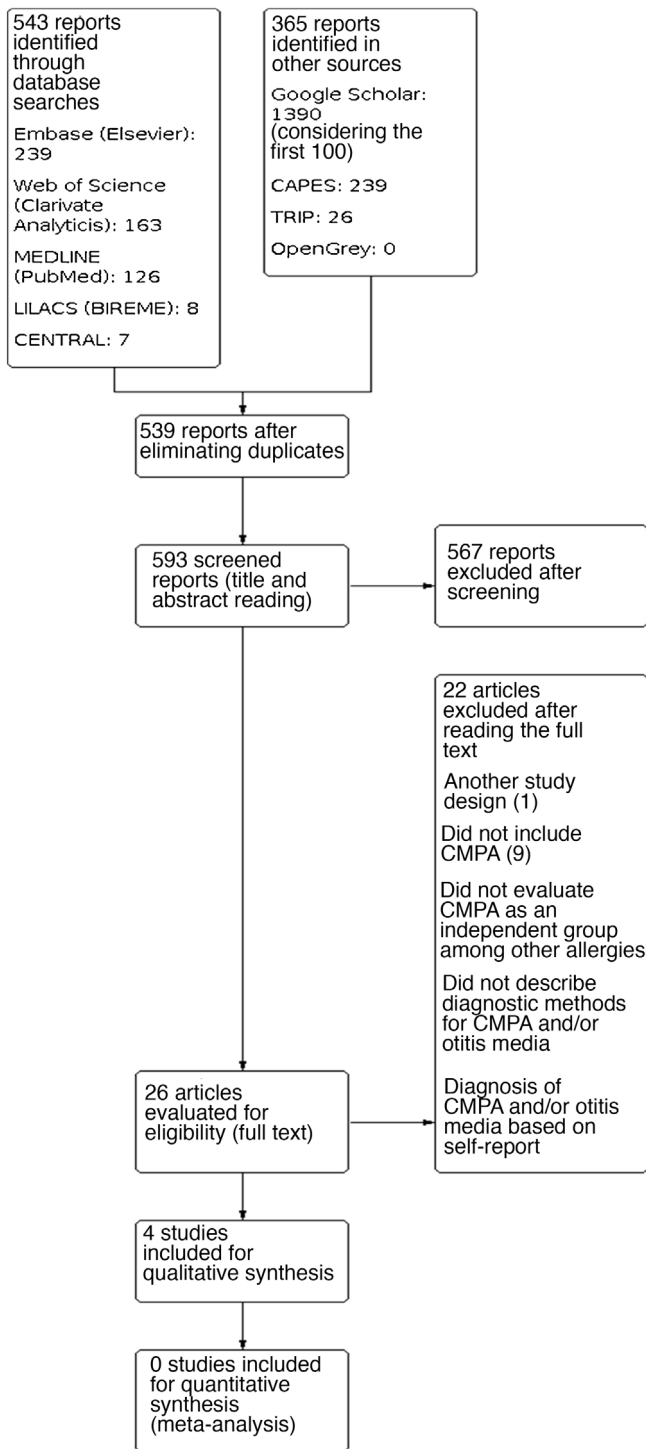 543 reports
identified
through
database
searches
Embase (Elsevier):
239
Web of Science
(Clarivate
Analyticis): 163
MEDLINE
(PubMed): 126
LILACS (BIREME): 8
CENTRAL: 7
365 reports
identified in
other sources
Google Scholar:
1390
(considering the
first 100)
CAPES: 239
TRIP: 26
OpenGrey: 0
539 reports after
eliminating duplicates
593 screened
reports (title and
abstract reading)
567 reports
excluded after
screening
22 articles
excluded after
reading the full
text
Another study
design (1)
Did not include
CMPA (9)
Did not evaluate
CMPA as an
independent group
among other allergies
Did not describe
diagnostic methods
for CMPA and/or
otitis media
Diagnosis of
CMPA and/or otitis
media based on
self-report
26 articles
evaluated for
eligibility (full text)
4 studies
included for
qualitative synthesis
0 studies included
for quantitative
synthesis
(meta-analysis)